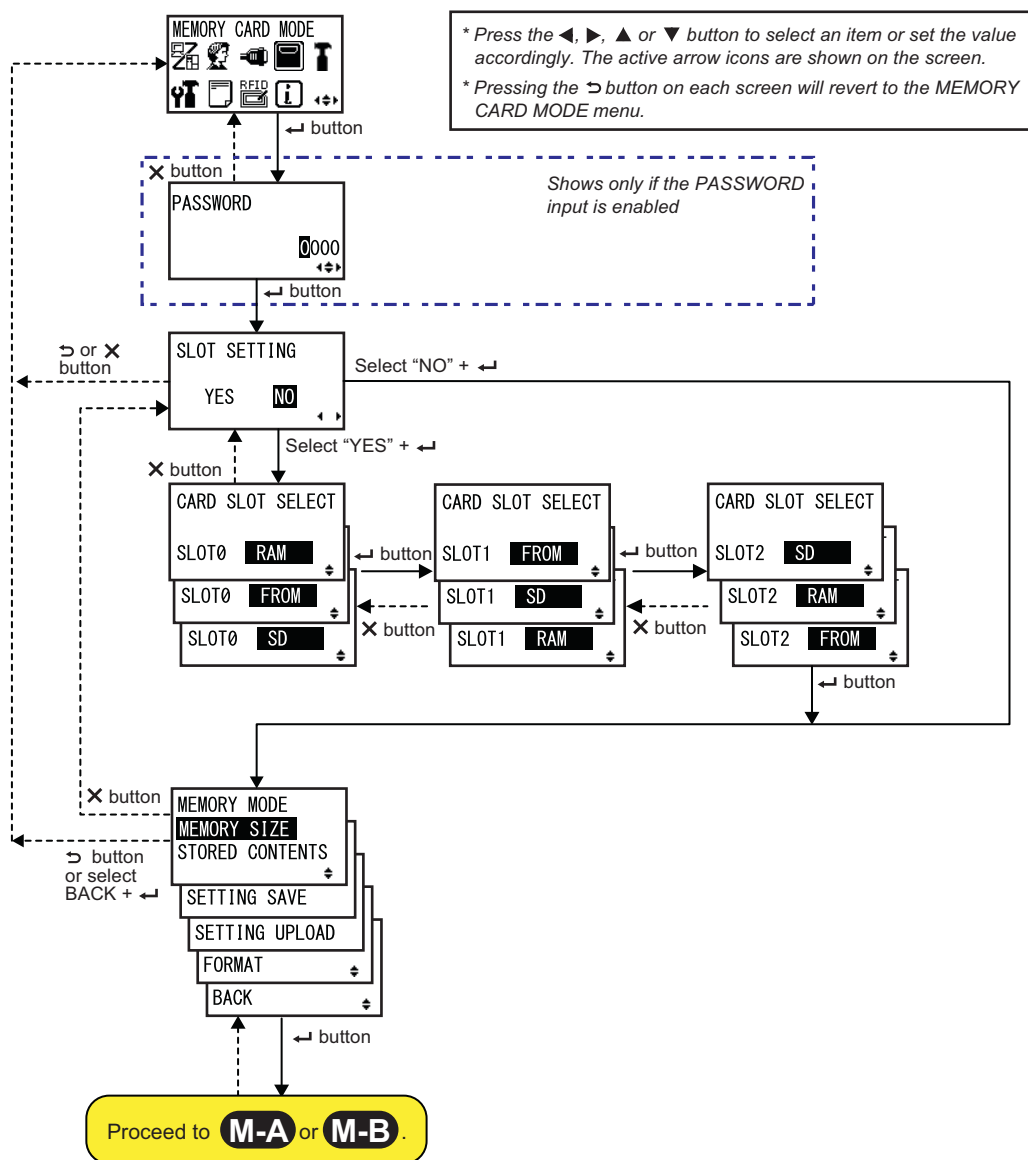 MEMORY CARD MODE
RFID
* Press the ◀, ▶, ▲ or ▼ button to select an item or set the value
accordingly. The active arrow icons are shown on the screen.
* Pressing the ⮌ button on each screen will revert to the MEMORY
CARD MODE menu.
↵ button
✕ button
PASSWORD
0000
Shows only if the PASSWORD
input is enabled
↵ button
SLOT SETTING
YES NO
⮌ or ✕
button
Select “NO” + ↵
Select “YES” + ↵
✕ button
CARD SLOT SELECT
SLOT0 RAM
SLOT0 FROM
SLOT0 SD
↵ button
✕ button
CARD SLOT SELECT
SLOT1 FROM
SLOT1 SD
SLOT1 RAM
↵ button
✕ button
CARD SLOT SELECT
SLOT2 SD
SLOT2 RAM
SLOT2 FROM
↵ button
✕ button
MEMORY MODE
MEMORY SIZE
STORED CONTENTS
SETTING SAVE
SETTING UPLOAD
FORMAT
BACK
⮌ button
or select
BACK + ↵
↵ button
Proceed to M-A or M-B .